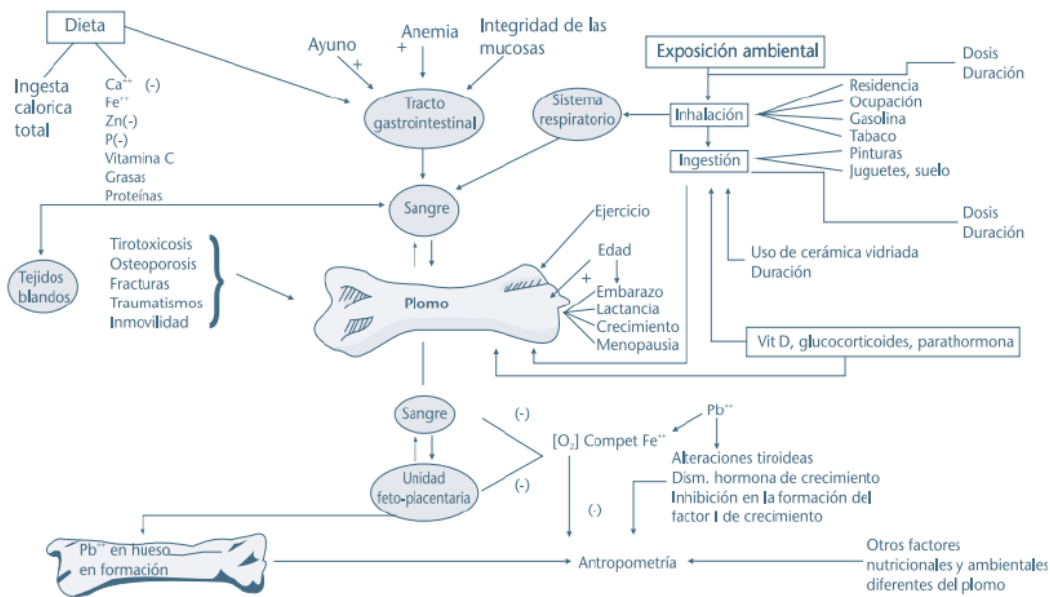 Dieta
Ingesta
calorica
total
Ca⁺⁺ (-)
Fe⁺⁺
Zn(-)
P(-)
Vitamina C
Grasas
Proteínas
Ayuno
+
Anemia
+
Integridad de las
mucosas
Tracto
gastrointestinal
Sistema
respiratorio
Exposición ambiental
Dosis
Duración
Inhalación
Residencia
Ocupación
Gasolina
Tabaco
Ingestión
Pinturas
Juguetes, suelo
Dosis
Duración
Uso de cerámica vidriada
Duración
Sangre
Tejidos
blandos
Tirotoxicosis
Osteoporosis
Fracturas
Traumatismos
Inmovilidad
Plomo
Ejercicio
Edad
+
Embarazo
Lactancia
Crecimiento
Menopausia
Vit D, glucocorticoides, parathormona
Sangre
(-)
Unidad
feto-placentaria
(-)
[O₂] Compet Fe⁺⁺
Pb⁺⁺
Alteraciones tiroideas
Dism. hormona de crecimiento
Inhibición en la formación del
factor I de crecimiento
(-)
Pb⁺⁺ en hueso
en formación
Antropometría
Otros factores
nutricionales y ambientales
diferentes del plomo